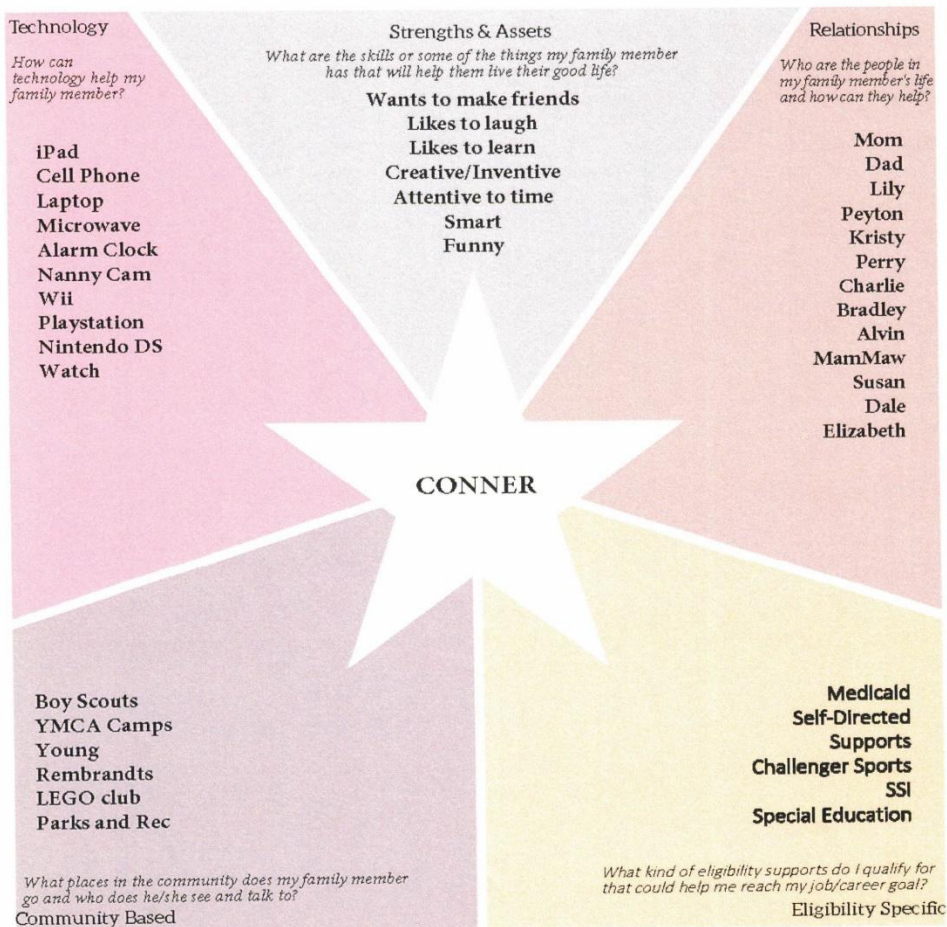 Technology
How can
technology help my
family member?
iPad
Cell Phone
Laptop
Microwave
Alarm Clock
Nanny Cam
Wii
Playstation
Nintendo DS
Watch
Strengths & Assets
What are the skills or some of the things my family member
has that will help them live their good life?
Wants to make friends
Likes to laugh
Likes to learn
Creative/Inventive
Attentive to time
Smart
Funny
Relationships
Who are the people in
my family member's life
and how can they help?
Mom
Dad
Lily
Peyton
Kristy
Perry
Charlie
Bradley
Alvin
MamMaw
Susan
Dale
Elizabeth
CONNER
Boy Scouts
YMCA Camps
Young
Rembrandts
LEGO club
Parks and Rec
What places in the community does my family member
go and who does he/she see and talk to?
Community Based
Medicaid
Self-Directed
Supports
Challenger Sports
SSI
Special Education
What kind of eligibility supports do I qualify for
that could help me reach my job/career goal?
Eligibility Specific